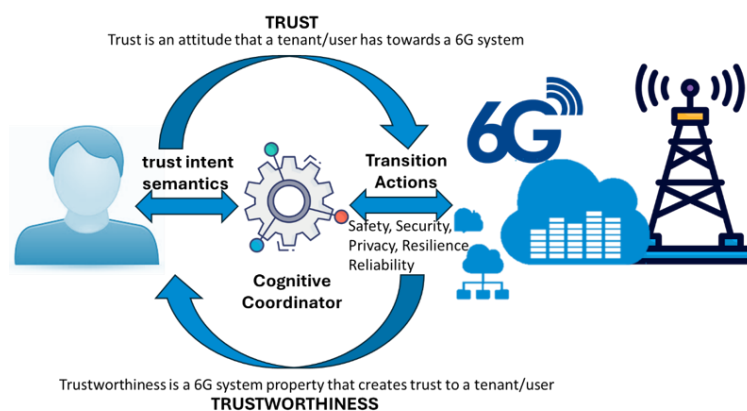 TRUST
Trust is an attitude that a tenant/user has towards a 6G system
6G
trust intent
semantics
Transition
Actions
Safety, Security,
Privacy, Resilience
Reliability
Cognitive
Coordinator
Trustworthiness is a 6G system property that creates trust to a tenant/user
TRUSTWORTHINESS